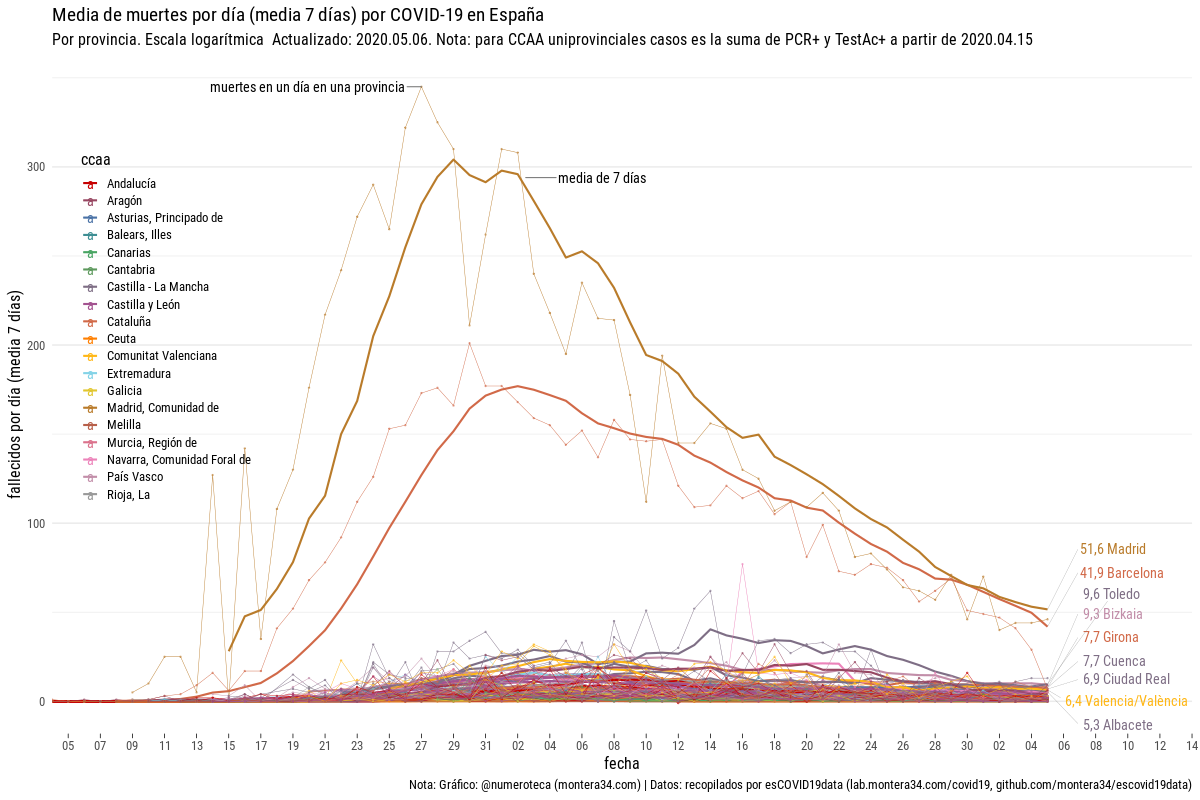 Media de muertes por día (media 7 días) por COVID-19 en España
Por provincia. Escala logarítmica  Actualizado: 2020.05.06. Nota: para CCAA uniprovinciales casos es la suma de PCR+ y TestAc+ a partir de 2020.04.15
muertes en un día en una provincia
media de 7 días
ccaa
Andalucía
Aragón
Asturias, Principado de
Balears, Illes
Canarias
Cantabria
Castilla - La Mancha
Castilla y León
Cataluña
Ceuta
Comunitat Valenciana
Extremadura
Galicia
Madrid, Comunidad de
Melilla
Murcia, Región de
Navarra, Comunidad Foral de
País Vasco
Rioja, La
fallecidos por día (media 7 días)
300
200
100
0
51,6 Madrid
41,9 Barcelona
9,6 Toledo
9,3 Bizkaia
7,7 Girona
7,7 Cuenca
6,9 Ciudad Real
6,4 Valencia/València
5,3 Albacete
05 07 09 11 13 15 17 19 21 23 25 27 29 31 02 04 06 08 10 12 14 16 18 20 22 24 26 28 30 02 04 06 08 10 12 14
fecha
Nota: Gráfico: @numeroteca (montera34.com) | Datos: recopilados por esCOVID19data (lab.montera34.com/covid19, github.com/montera34/escovid19data)